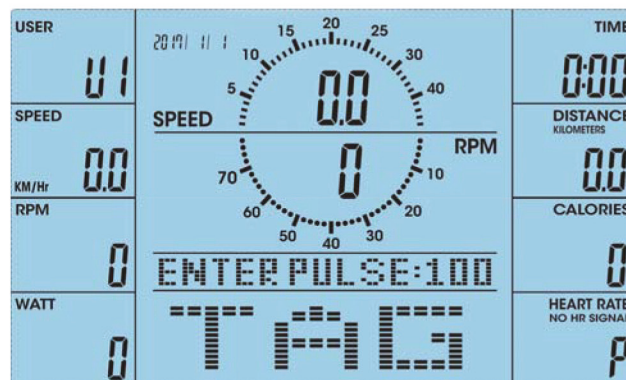 USER
U1
SPEED
KM/Hr 0.0
RPM
0
WATT
0
2017/ 1/ 1
5 10 15 20 25 30 40
SPEED 0.0
0 RPM
70 60 50 40 30 20 10
ENTER PULSE:100
TAG
TIME
0:00
DISTANCE
KILOMETERS
0.0
CALORIES
0
HEART RATE
NO HR SIGNAL
P